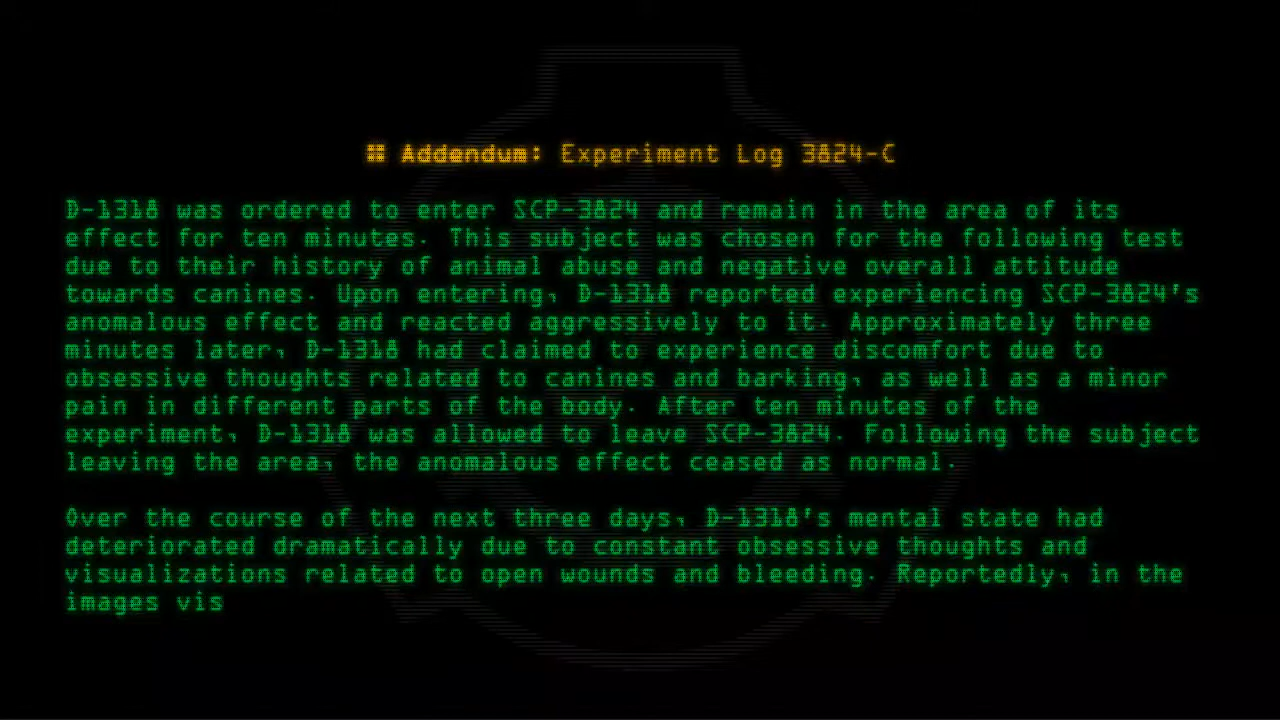 # Addendum: Experiment Log 3824-C
D-1318 was ordered to enter SCP-3824 and remain in the area of its
effect for ten minutes. This subject was chosen for the following test
due to their history of animal abuse and negative overall attitude
towards canines. Upon entering, D-1318 reported experiencing SCP-3824's
anomalous effect and reacted aggressively to it. Approximately three
minutes later, D-1318 had claimed to experience discomfort due to
obsessive thoughts related to canines and barking, as well as a minor
pain in different parts of the body. After ten minutes of the
experiment, D-1318 was allowed to leave SCP-3824. Following the subject
leaving the area, the anomalous effect ceased as normal.
Over the course of the next three days, D-1318's mental state had
deteriorated dramatically due to constant obsessive thoughts and
visualizations related to open wounds and bleeding. Reportedly, in the
images vis